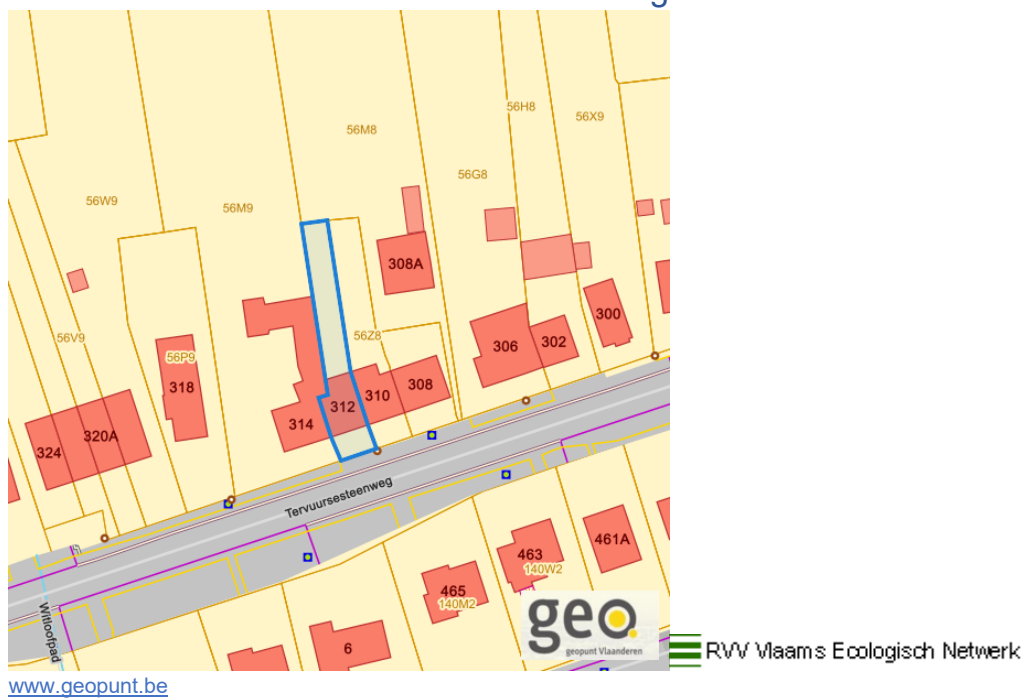 56H8
56X9
56M8
56G8
56W9
56M9
308A
300
56V9
56Z8
306
302
56P9
318
308
310
312
314
320A
324
Tervuursesteenweg
461A
463
140W2
465
140M2
Witloofpad
6
geo.
geopunt Vlaanderen
RVV Vlaams Ecologisch Netwerk
www.geopunt.be